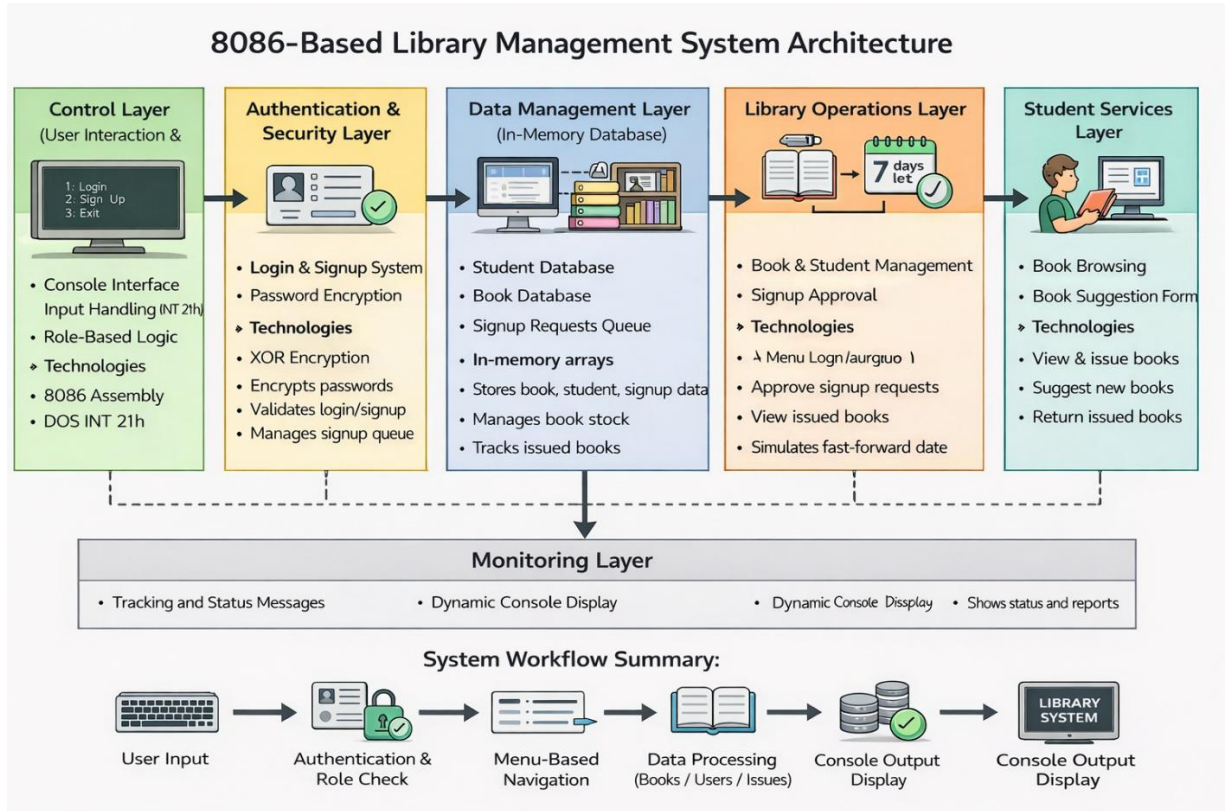 8086-Based Library Management System Architecture
Control Layer
(User Interaction &
1: Login
2: Sign Up
3: Exit
• Console Interface
Input Handling (INT 21h)
• Role-Based Logic
• Technologies
• 8086 Assembly
• DOS INT 21h
Authentication &
Security Layer
• Login & Signup System
• Password Encryption
• Technologies
• XOR Encryption
• Encrypts passwords
• Validates login/signup
• Manages signup queue
Data Management Layer
(In-Memory Database)
• Student Database
• Book Database
• Signup Requests Queue
• In-memory arrays
• Stores book, student, signup data
• Manages book stock
• Tracks issued books
Library Operations Layer
7 days
let
• Book & Student Management
• Signup Approval
• Technologies
• Menu
• Approve signup requests
• View issued books
• Simulates fast-forward date
Student Services
Layer
• Book Browsing
• Book Suggestion Form
• Technologies
• View & issue books
• Suggest new books
• Return issued books
Monitoring Layer
• Tracking and Status Messages
• Dynamic Console Display
• Dynamic Console Dissplay
• Shows status and reports
System Workflow Summary:
User Input
Authentication &
Role Check
Menu-Based
Navigation
Data Processing
(Books / Users / Issues)
Console Output
Display
LIBRARY
SYSTEM
Console Output
Display